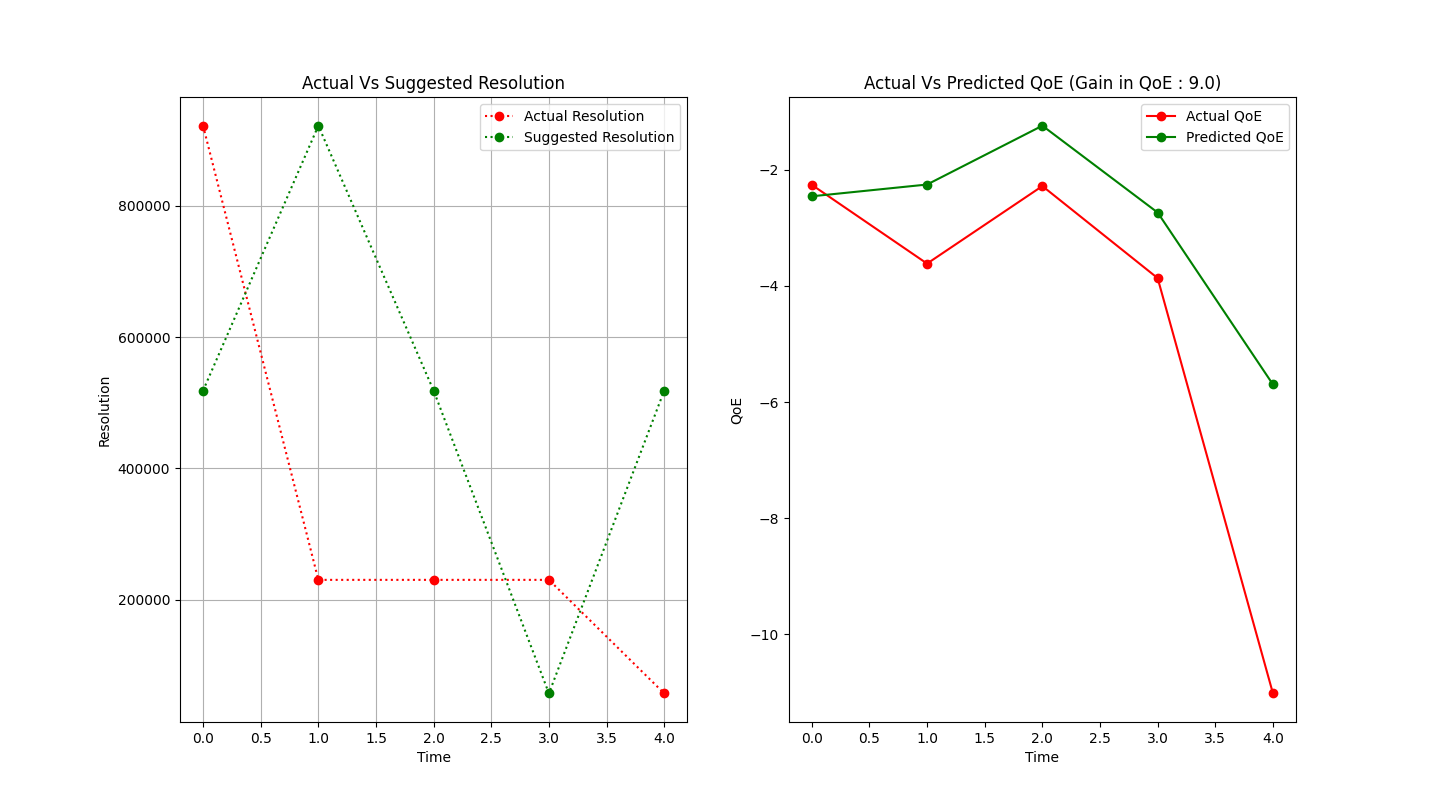 Actual Vs Suggested Resolution
Actual Resolution
Suggested Resolution
800000
600000
400000
200000
Resolution
0.0 0.5 1.0 1.5 2.0 2.5 3.0 3.5 4.0
Time
Actual Vs Predicted QoE (Gain in QoE : 9.0)
Actual QoE
Predicted QoE
−2
−4
−6
−8
−10
QoE
0.0 0.5 1.0 1.5 2.0 2.5 3.0 3.5 4.0
Time